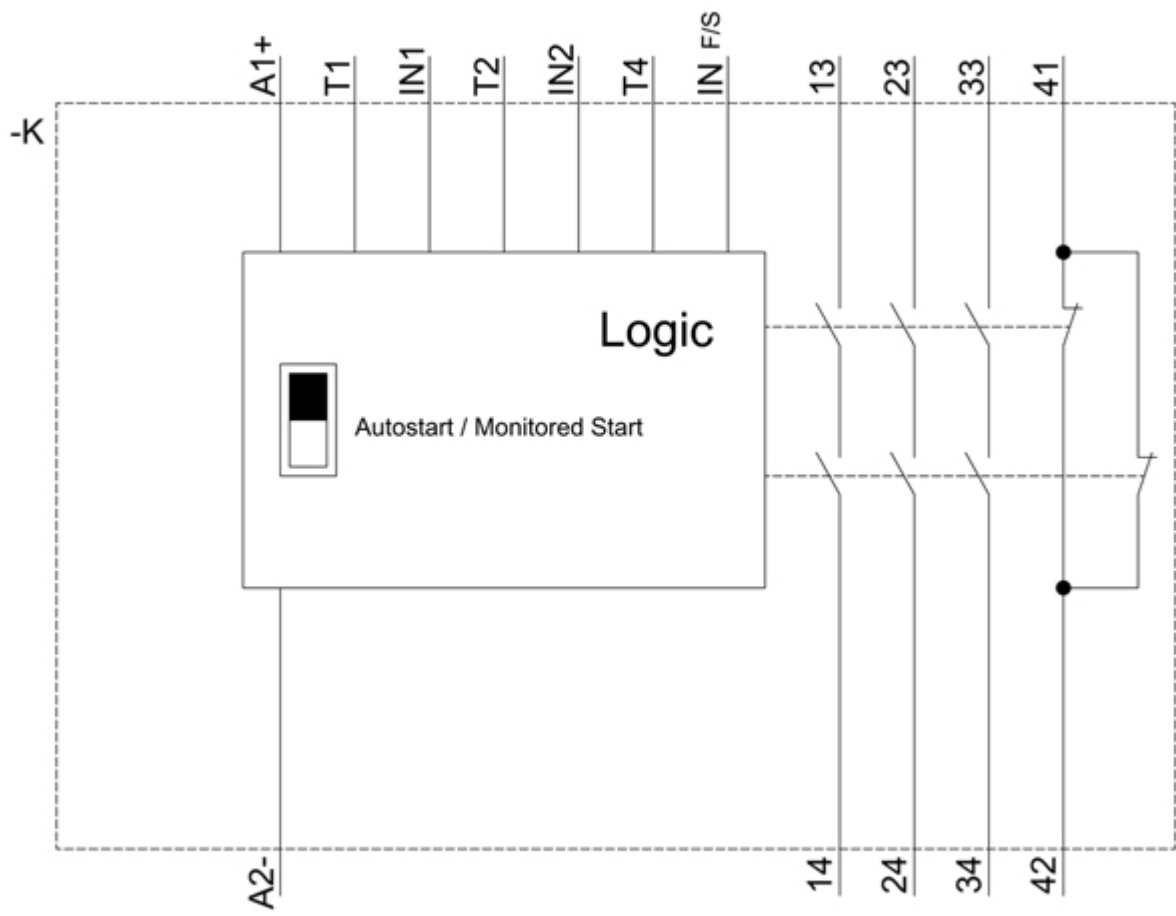 A1+
T1
IN1
T2
IN2
T4
IN F/S
13
23
33
41
-K
Logic
Autostart / Monitored Start
A2-
14
24
34
42